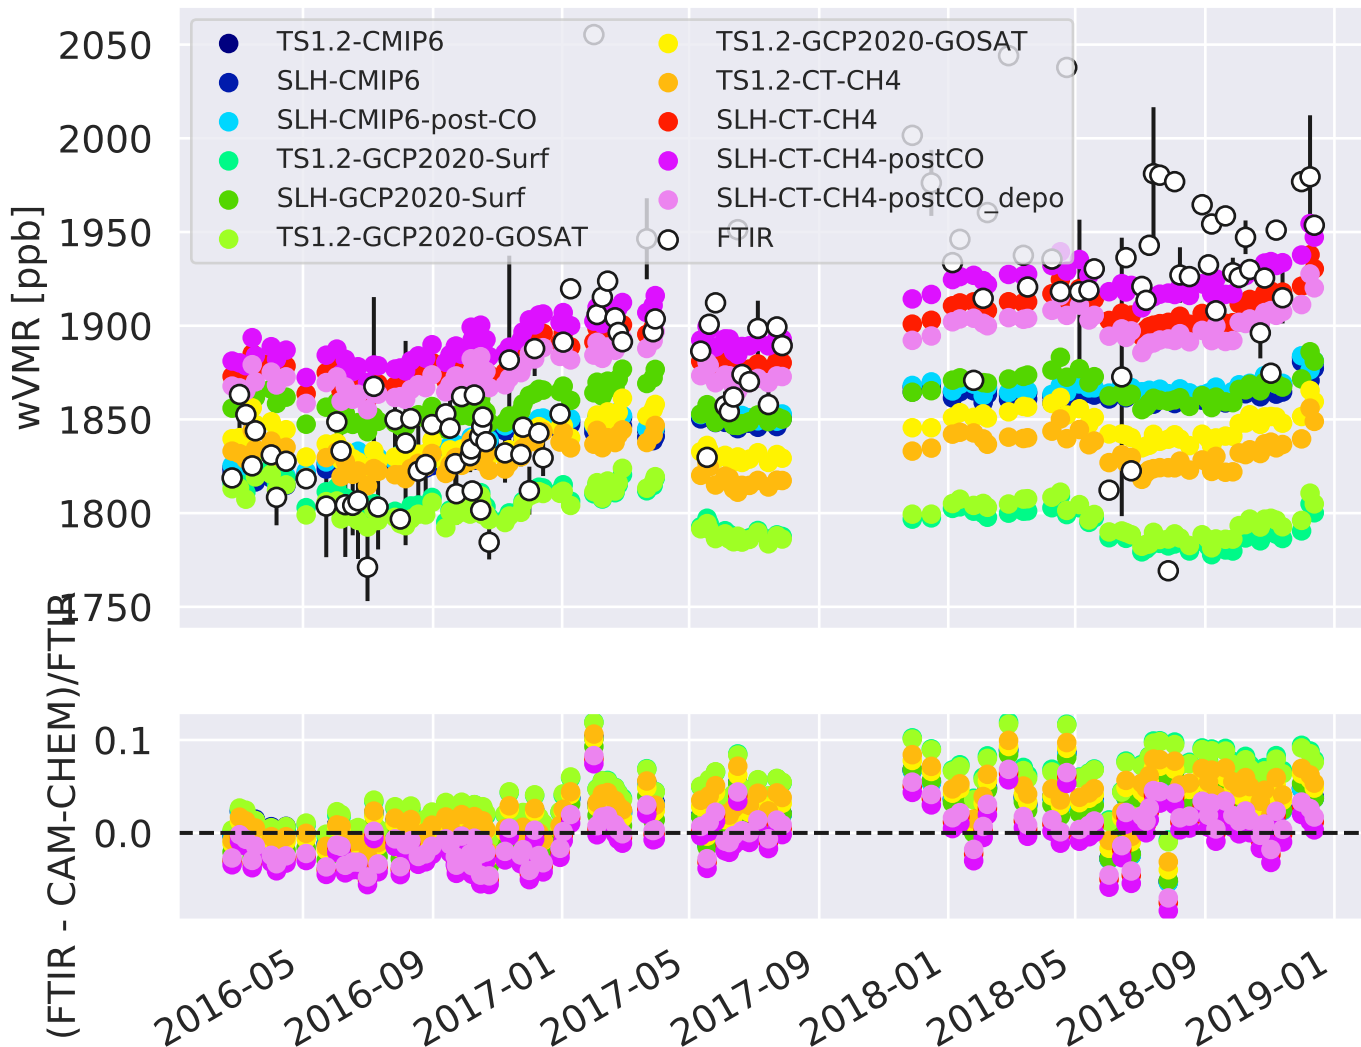 2050
2000
1950
1900
1850
1800
1750
wVMR [ppb]
TS1.2-CMIP6
SLH-CMIP6
SLH-CMIP6-post-CO
TS1.2-GCP2020-Surf
SLH-GCP2020-Surf
TS1.2-GCP2020-GOSAT
TS1.2-GCP2020-GOSAT
TS1.2-CT-CH4
SLH-CT-CH4
SLH-CT-CH4-postCO
SLH-CT-CH4-postCO_depo
FTIR
(FTIR - CAM-CHEM)/FTIR
0.1
0.0
2016-05
2016-09
2017-01
2017-05
2017-09
2018-01
2018-05
2018-09
2019-01